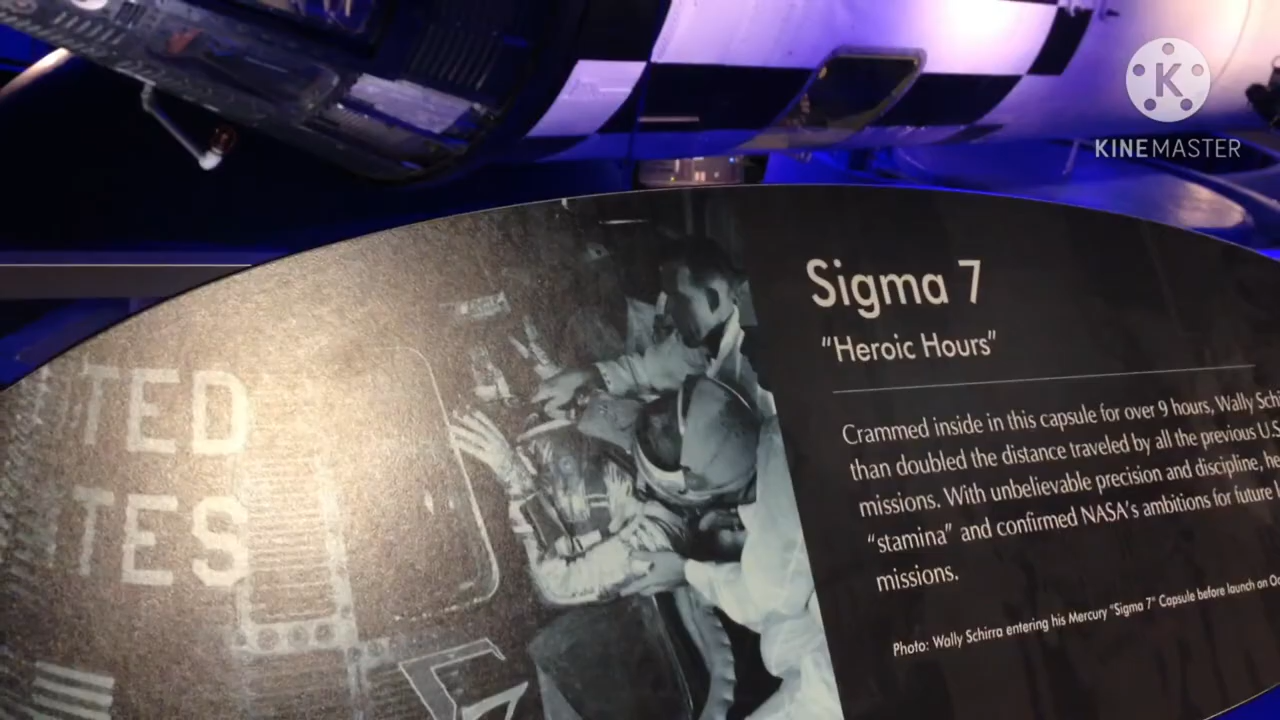 K
KINEMASTER
Sigma 7
"Heroic Hours"
Crammed inside in this capsule for over 9 hours, Wally
than doubled the distance traveled by all the previous U.S.
missions. With unbelievable precision and discipline, he
"stamina" and confirmed NASA's ambitions for future
missions.
Photo: Wally Schirra entering his Mercury "Sigma 7" Capsule before launch on
TED
TES